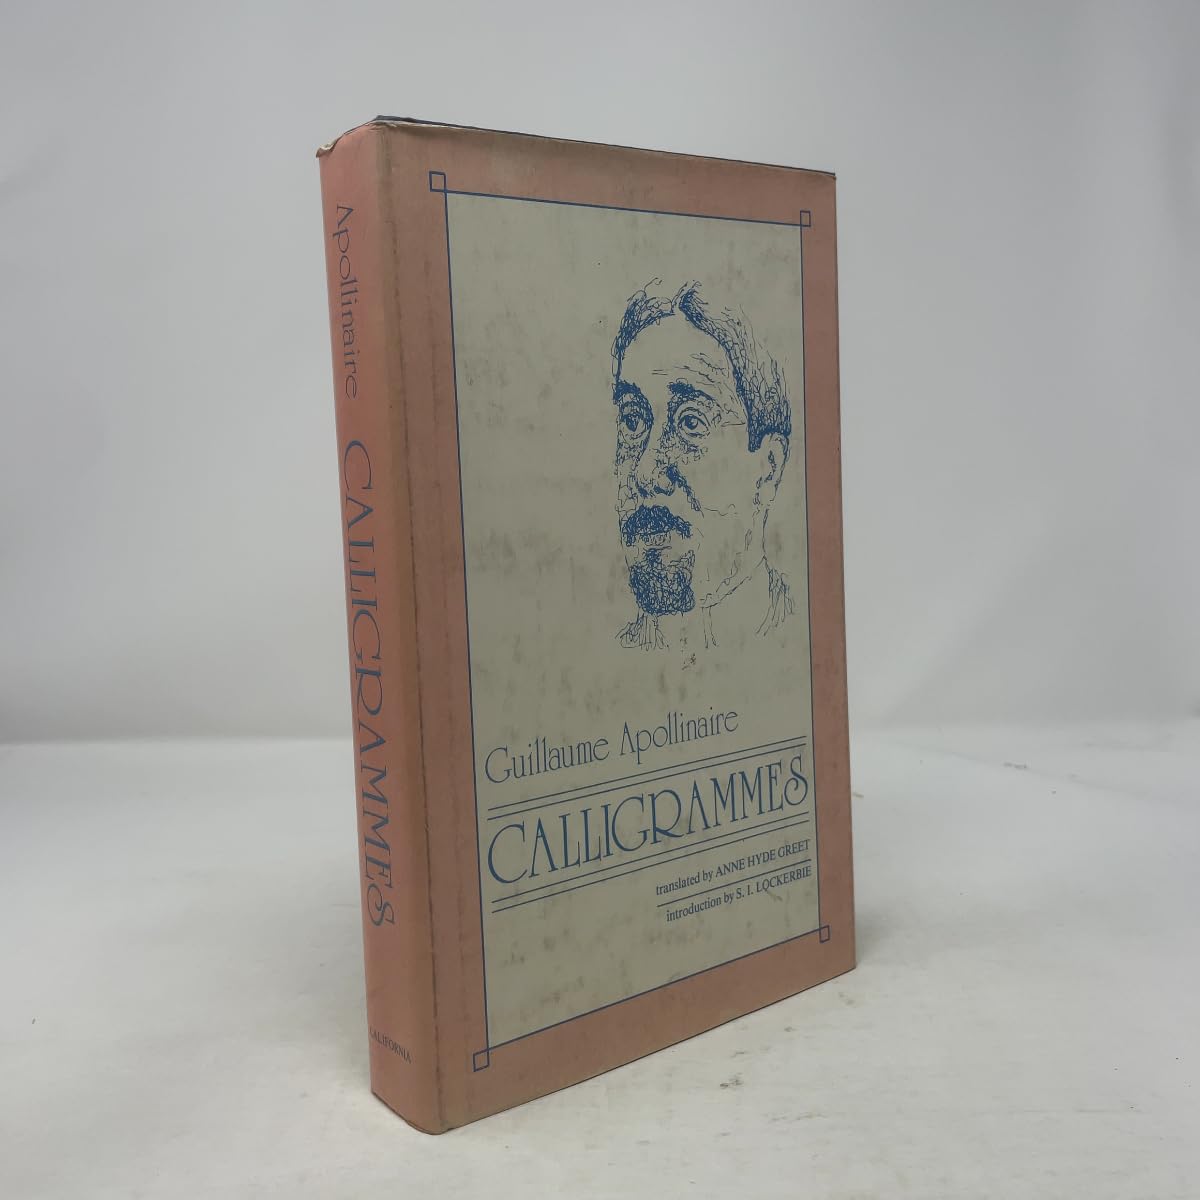 Apollinaire CALLIGRAMMES
CALIFORNIA
Guillaume Apollinaire
CALLIGRAMMES
translated by ANNE HYDE GREET
introduction by S. I. LOCKERBIE